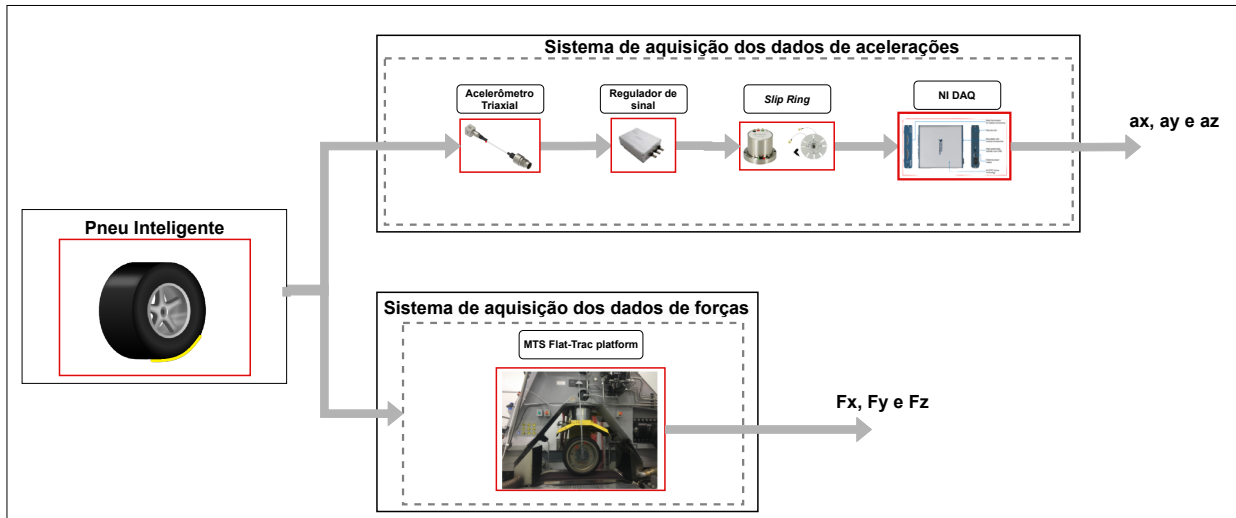 Sistema de aquisição dos dados de acelerações
Acelerômetro
Triaxial
Regulador de
sinal
Slip Ring
NI DAQ
ax, ay e az
Pneu Inteligente
Sistema de aquisição dos dados de forças
MTS Flat-Trac platform
Fx, Fy e Fz